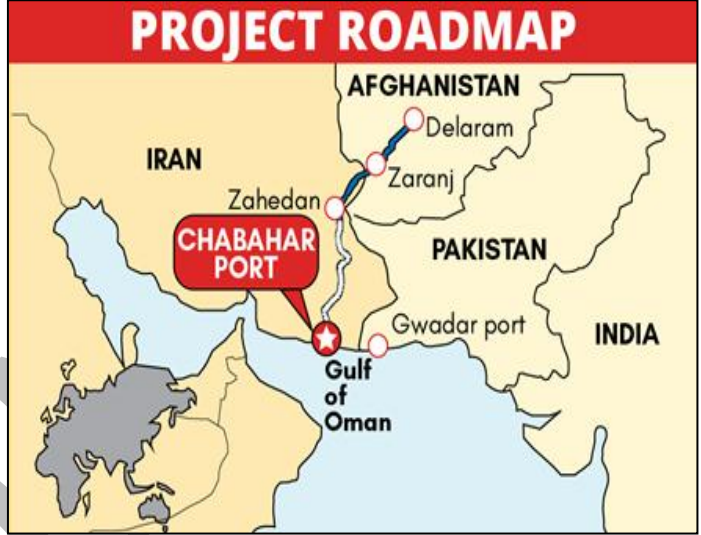 PROJECT ROADMAP
AFGHANISTAN
Delaram
IRAN
Zaranj
Zahedan
CHABAHAR
PORT
PAKISTAN
Gwadar port
INDIA
Gulf
of
Oman